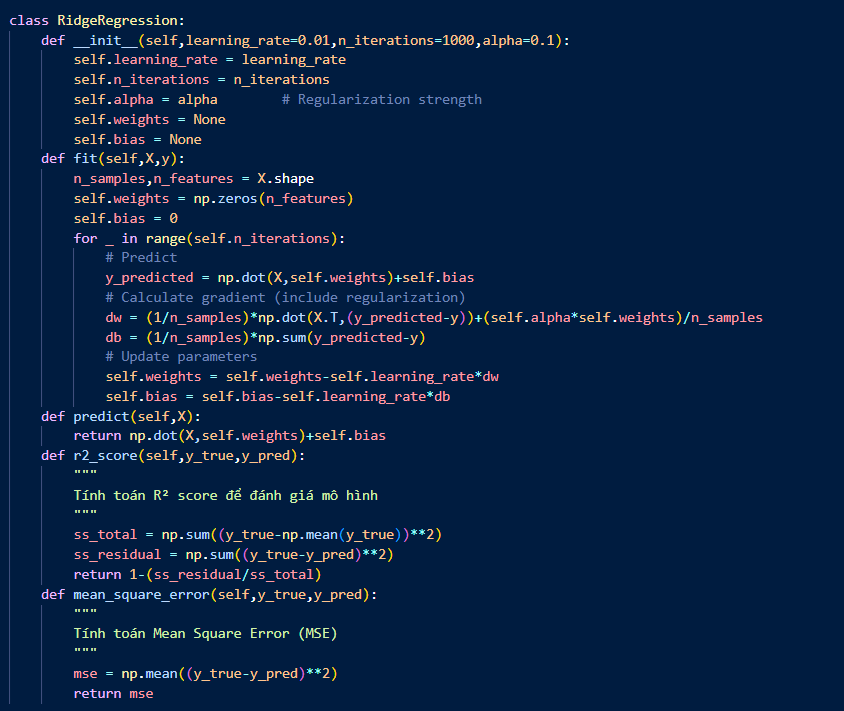 class RidgeRegression:
    def __init__(self,learning_rate=0.01,n_iterations=1000,alpha=0.1):
        self.learning_rate = learning_rate
        self.n_iterations = n_iterations
        self.alpha = alpha        # Regularization strength
        self.weights = None
        self.bias = None
    def fit(self,X,y):
        n_samples,n_features = X.shape
        self.weights = np.zeros(n_features)
        self.bias = 0
        for _ in range(self.n_iterations):
            # Predict
            y_predicted = np.dot(X,self.weights)+self.bias
            # Calculate gradient (include regularization)
            dw = (1/n_samples)*np.dot(X.T,(y_predicted-y))+(self.alpha*self.weights)/n_samples
            db = (1/n_samples)*np.sum(y_predicted-y)
            # Update parameters
            self.weights = self.weights-self.learning_rate*dw
            self.bias = self.bias-self.learning_rate*db
    def predict(self,X):
        return np.dot(X,self.weights)+self.bias
    def r2_score(self,y_true,y_pred):
        """
        Tính toán R² score để đánh giá mô hình
        """
        ss_total = np.sum((y_true-np.mean(y_true))**2)
        ss_residual = np.sum((y_true-y_pred)**2)
        return 1-(ss_residual/ss_total)
    def mean_square_error(self,y_true,y_pred):
        """
        Tính toán Mean Square Error (MSE)
        """
        mse = np.mean((y_true-y_pred)**2)
        return mse